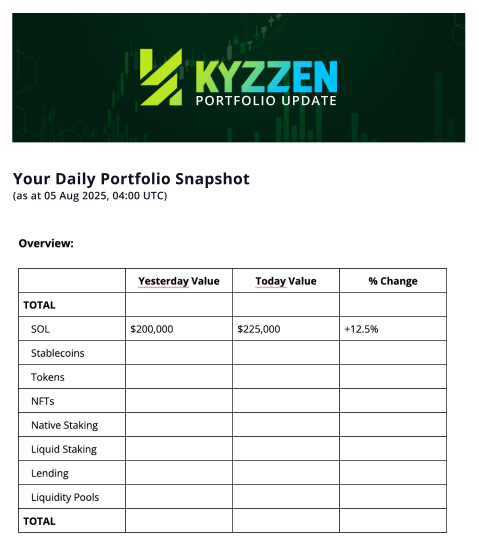 KYZZEN
PORTFOLIO UPDATE
Your Daily Portfolio Snapshot
(as at 05 Aug 2025, 04:00 UTC)
Overview:
Yesterday Value Today Value % Change
TOTAL
SOL $200,000 $225,000 +12.5%
Stablecoins
Tokens
NFTs
Native Staking
Liquid Staking
Lending
Liquidity Pools
TOTAL